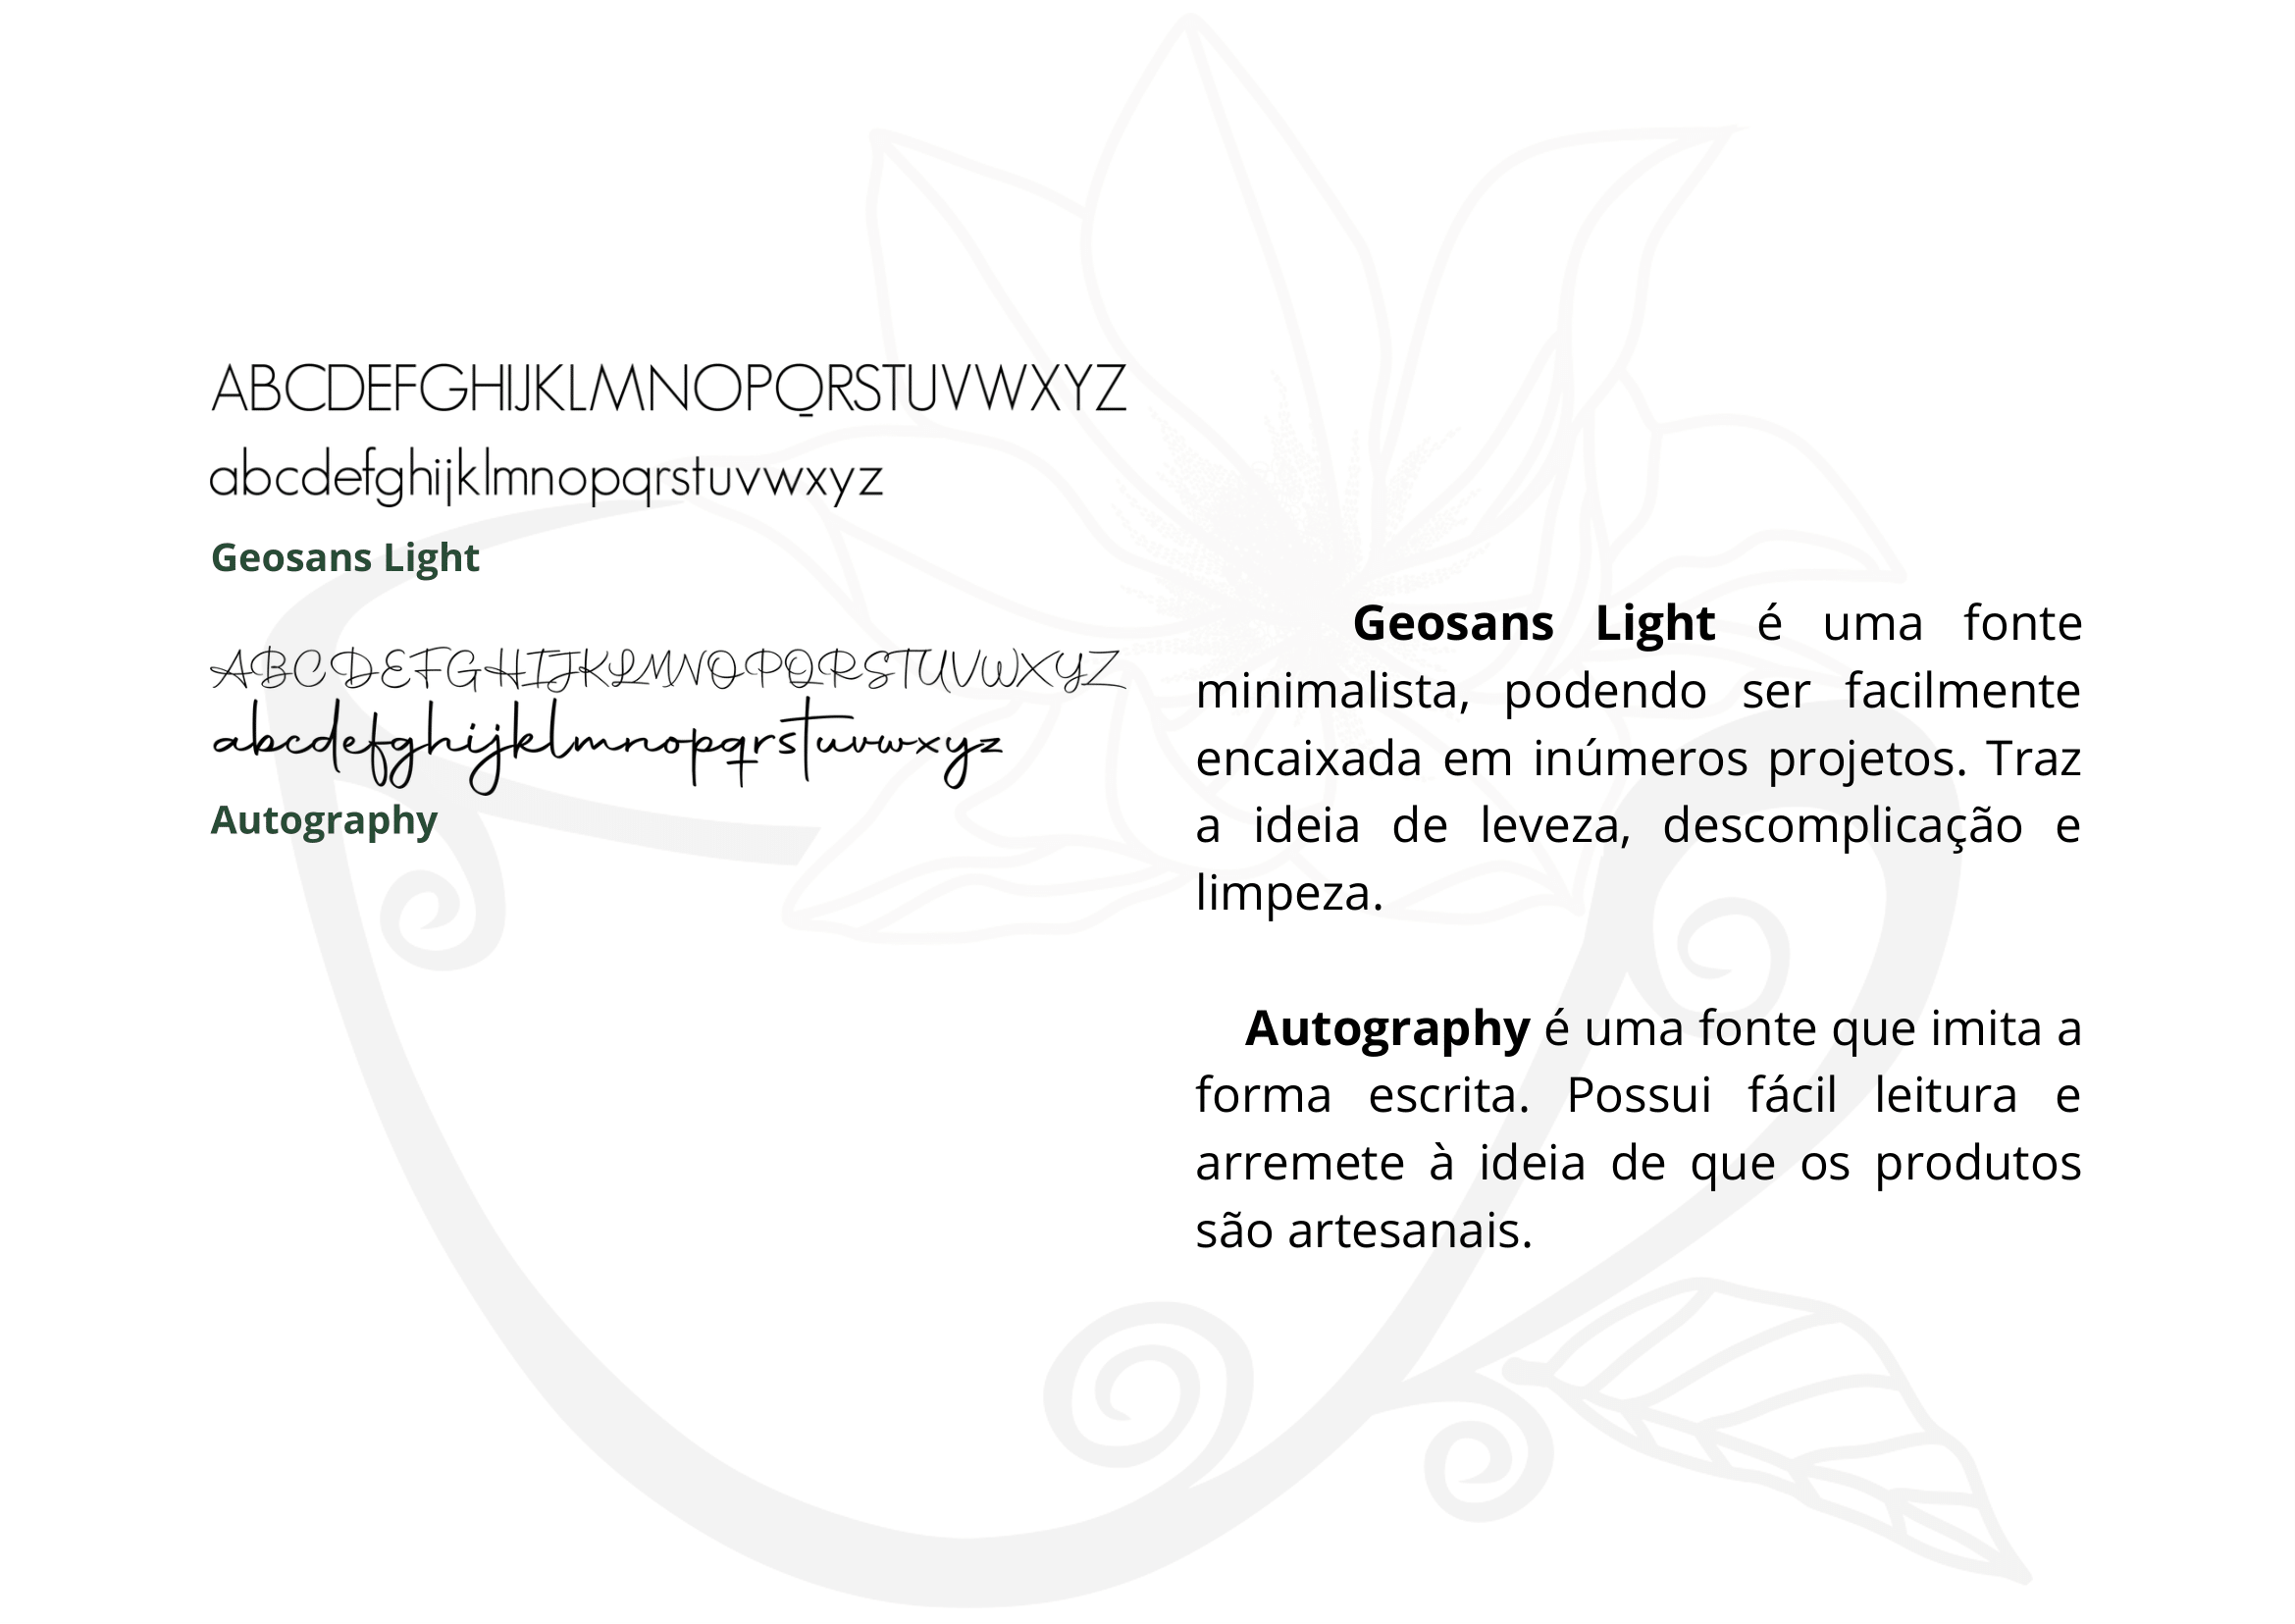 ABCDEFGHIJKLMNOPQRSTUVWXYZ
abcdefghijklmnopqrstuvwxyz
Geosans Light
ABCDEFGHIJKLMNOPQRSTUVWXYZ
abcdefghijklmnopqrstuvwxyz
Autography
Geosans Light é uma fonte
minimalista, podendo ser facilmente
encaixada em inúmeros projetos. Traz
a ideia de leveza, descomplicação e
limpeza.
Autography é uma fonte que imita a
forma escrita. Possui fácil leitura e
arremete à ideia de que os produtos
são artesanais.